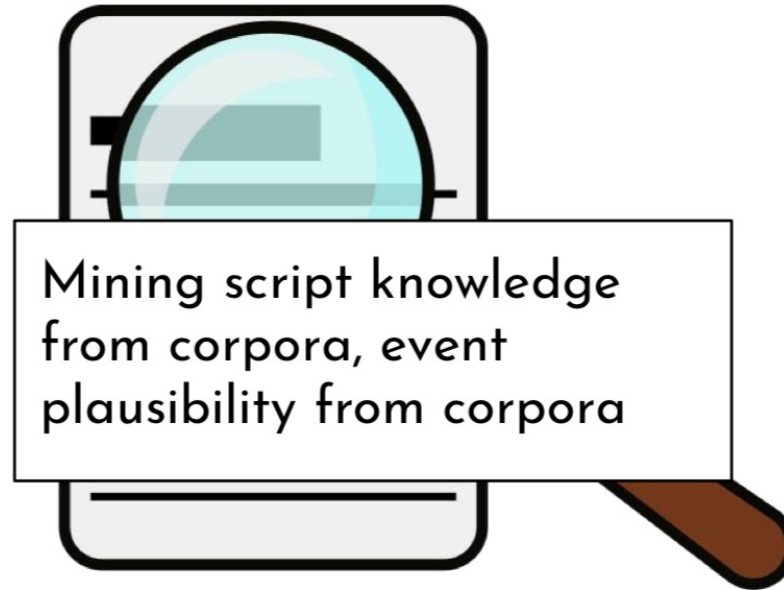 Mining script knowledge
from corpora, event
plausibility from corpora